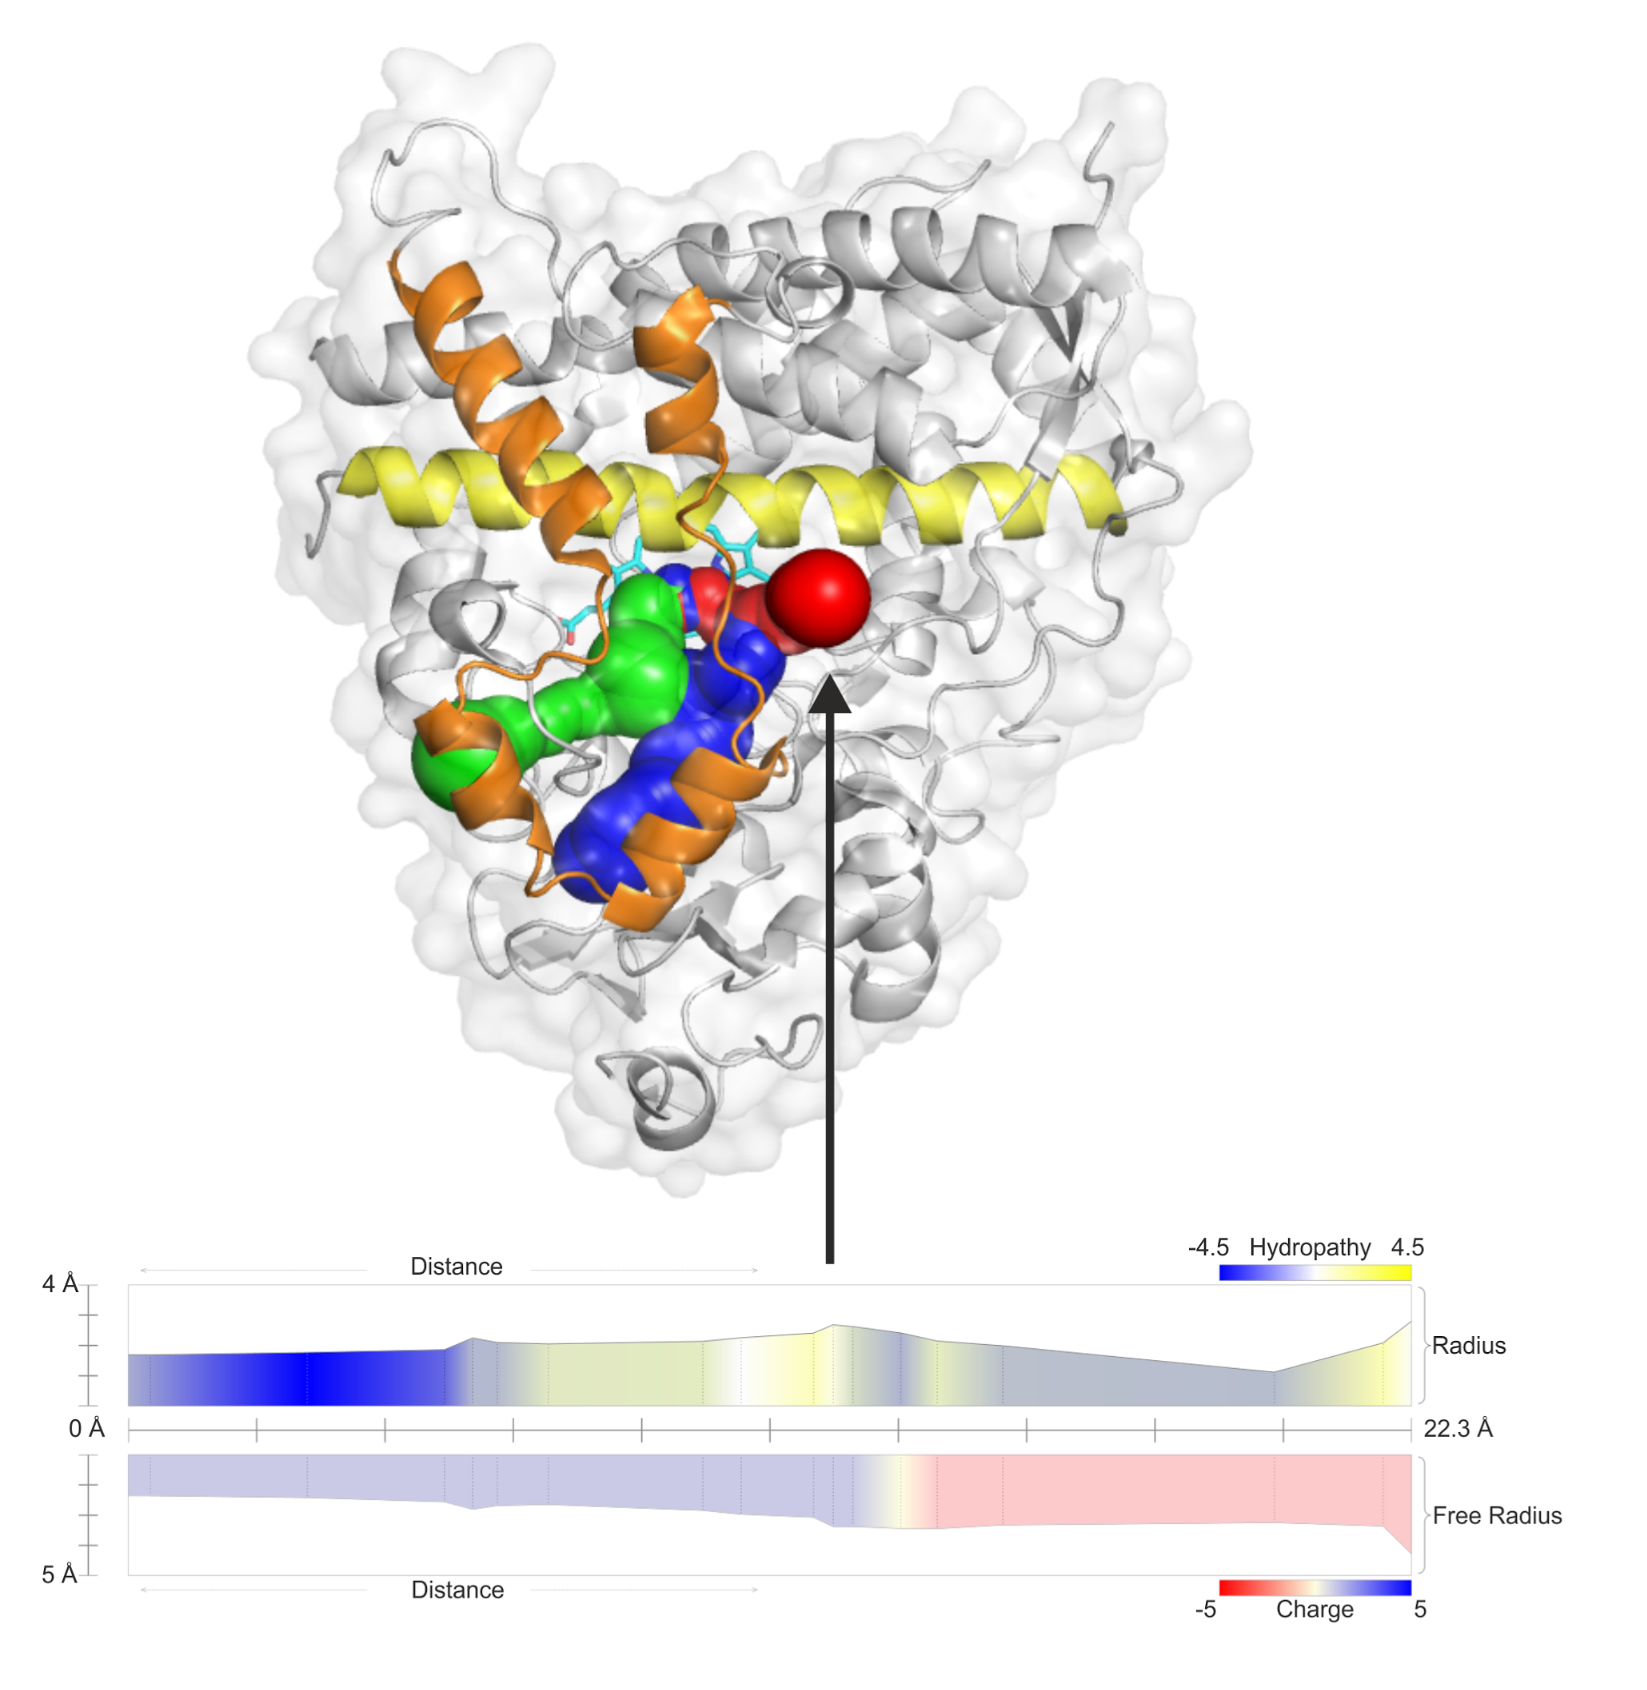 -4.5 Hydropathy 4.5
Distance
4 Å
Radius
0 Å
22.3 Å
Free Radius
5 Å
Distance
-5 Charge 5